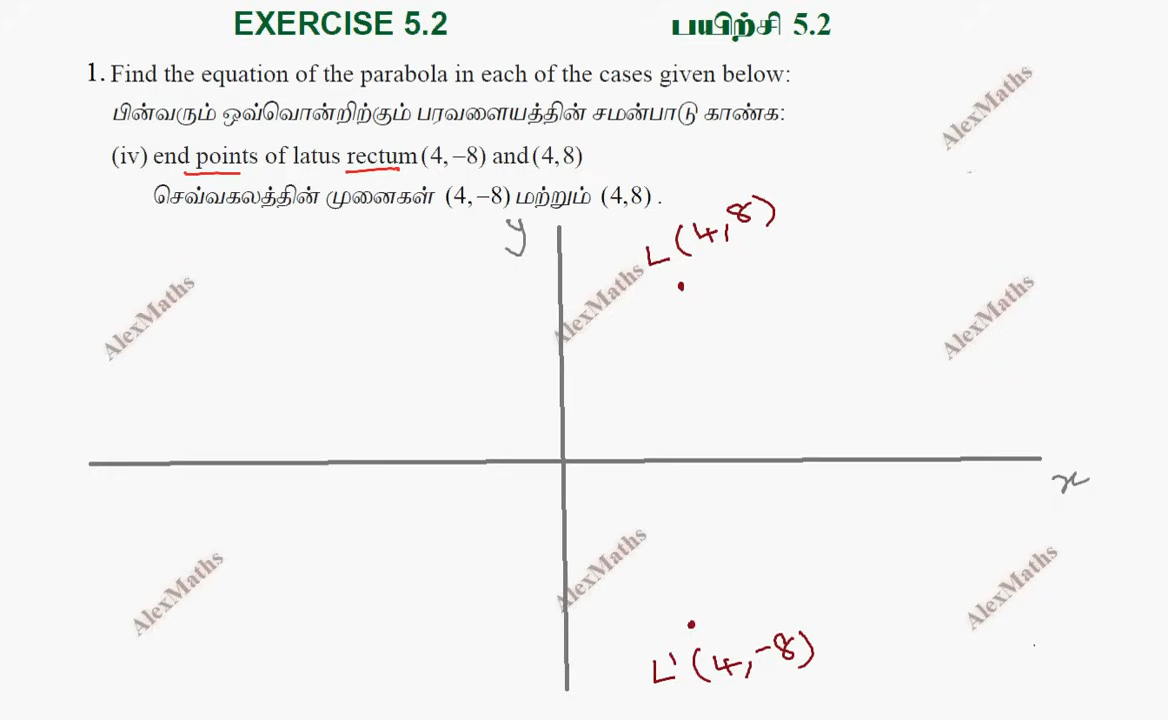 EXERCISE 5.2 பயிற்சி 5.2
1. Find the equation of the parabola in each of the cases given below:
பின்வரும் ஒவ்வொன்றிற்கும் பரவளையத்தின் சமன்பாடு காண்க:
(iv) end points of latus rectum (4,−8) and (4,8)
செவ்வகலத்தின் முனைகள் (4,−8) மற்றும் (4,8) .
y
L (4,8)
x
L' (4,-8)
AlexMaths
AlexMaths
AlexMaths
AlexMaths
AlexMaths
AlexMaths
AlexMaths